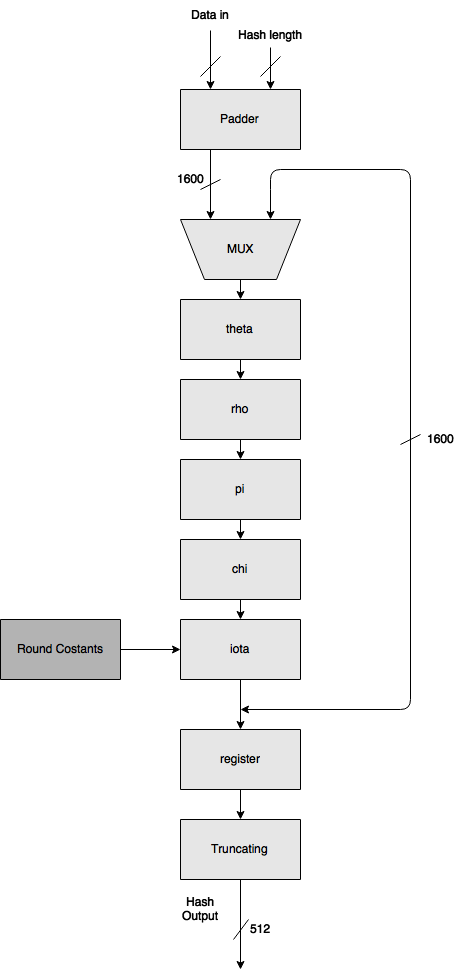 Data in
Hash length
Padder
1600
MUX
theta
rho
1600
pi
chi
Round Costants
iota
register
Truncating
Hash
Output
512